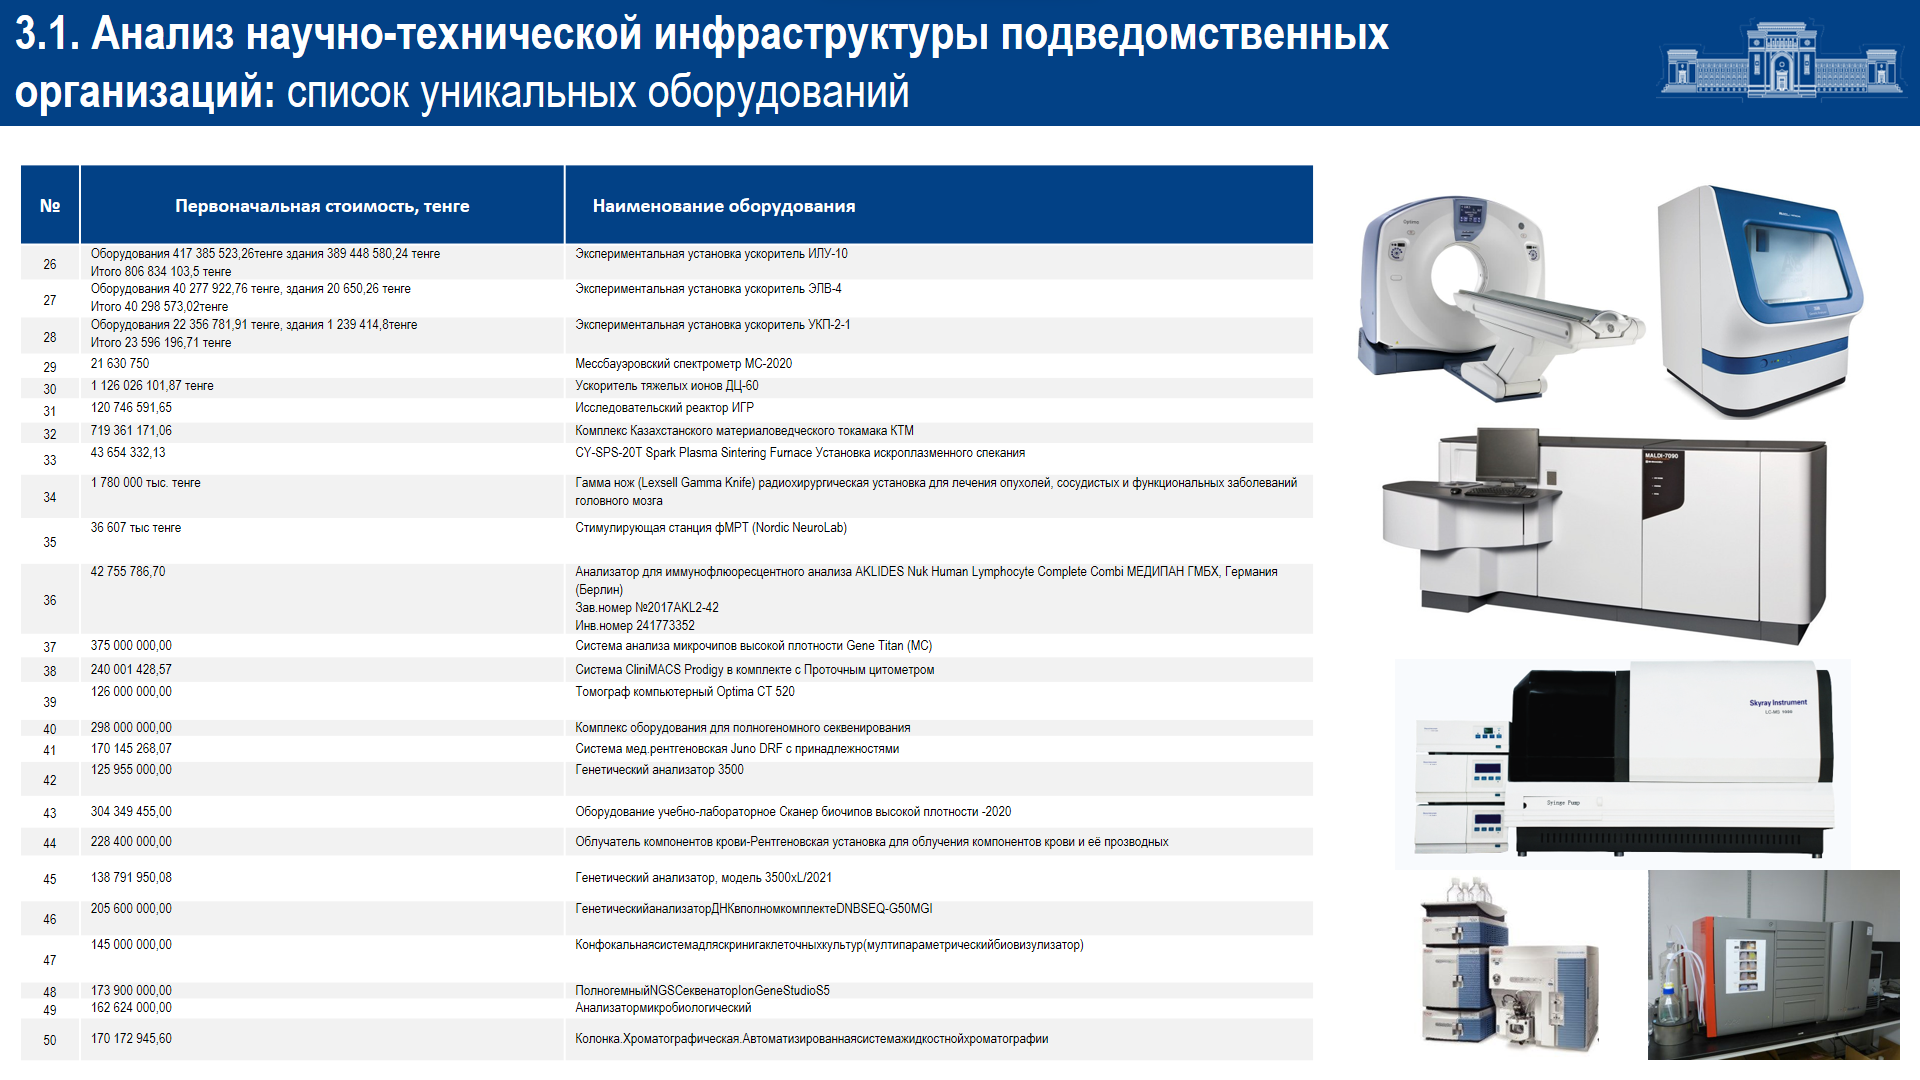 3.1. Анализ научно-технической инфраструктуры подведомственных
организаций: список уникальных оборудований
№ Первоначальная стоимость, тенге Наименование оборудования
26 Оборудования 417 385 523,26тенге здания 389 448 580,24 тенге Экспериментальная установка ускоритель ИЛУ-10
Итого 806 834 103,5 тенге
27 Оборудования 40 277 922,76 тенге, здания 20 650,26 тенге Экспериментальная установка ускоритель ЭЛВ-4
Итого 40 298 573,02тенге
28 Оборудования 22 356 781,91 тенге, здания 1 239 414,8тенге Экспериментальная установка ускоритель УКП-2-1
Итого 23 596 196,71 тенге
29 21 630 750 Мессбауэровский спектрометр МС-2020
30 1 126 026 101,87 тенге Ускоритель тяжелых ионов ДЦ-60
31 120 746 591,65 Исследовательский реактор ИГР
32 719 361 171,06 Комплекс Казахстанского материаловедческого токамака КТМ
33 43 654 332,13 CY-SPS-20T Spark Plasma Sintering Furnace Установка искроплазменного спекания
34 1 780 000 тыс. тенге Гамма нож (Lexsell Gamma Knife) радиохирургическая установка для лечения опухолей, сосудистых и функциональных заболеваний
головного мозга
35 36 607 тыс тенге Стимулирующая станция фМРТ (Nordic NeuroLab)
36 42 755 786,70 Анализатор для иммунофлюоресцентного анализа AKLIDES Nuk Human Lymphocyte Complete Combi МЕДИПАН ГМБХ, Германия
(Берлин)
Зав.номер №2017AKL2-42
Инв.номер 241773352
37 375 000 000,00 Система анализа микрочипов высокой плотности Gene Titan (MC)
38 240 001 428,57 Система CliniMACS Prodigy в комплекте с Проточным цитометром
39 126 000 000,00 Томограф компьютерный Optima CT 520
40 298 000 000,00 Комплекс оборудования для полногеномного секвенирования
41 170 145 268,07 Система мед.рентгеновская Juno DRF с принадлежностями
42 125 955 000,00 Генетический анализатор 3500
43 304 349 455,00 Оборудование учебно-лабораторное Сканер биочипов высокой плотности -2020
44 228 400 000,00 Облучатель компонентов крови-Рентгеновская установка для облучения компонентов крови и её прозводных
45 138 791 950,08 Генетический анализатор, модель 3500xL/2021
46 205 600 000,00 ГенетическийанализаторДНКвполномкомплектеDNBSEQ-G50MGI
47 145 000 000,00 Конфокальнаясистемадляскринигаклеточныхкультур(мултипараметрическийбиовизулизатор)
48 173 900 000,00 ПолногемныйNGSСеквенаторIonGeneStudioS5
49 162 624 000,00 Анализатормикробиологический
50 170 172 945,60 Колонка.Хроматографическая.Автоматизированнаясистемажидкостнойхроматографии
Optima
MALDI-7090
Skyray Instrument
LC-MS 1000
Syringe Pump